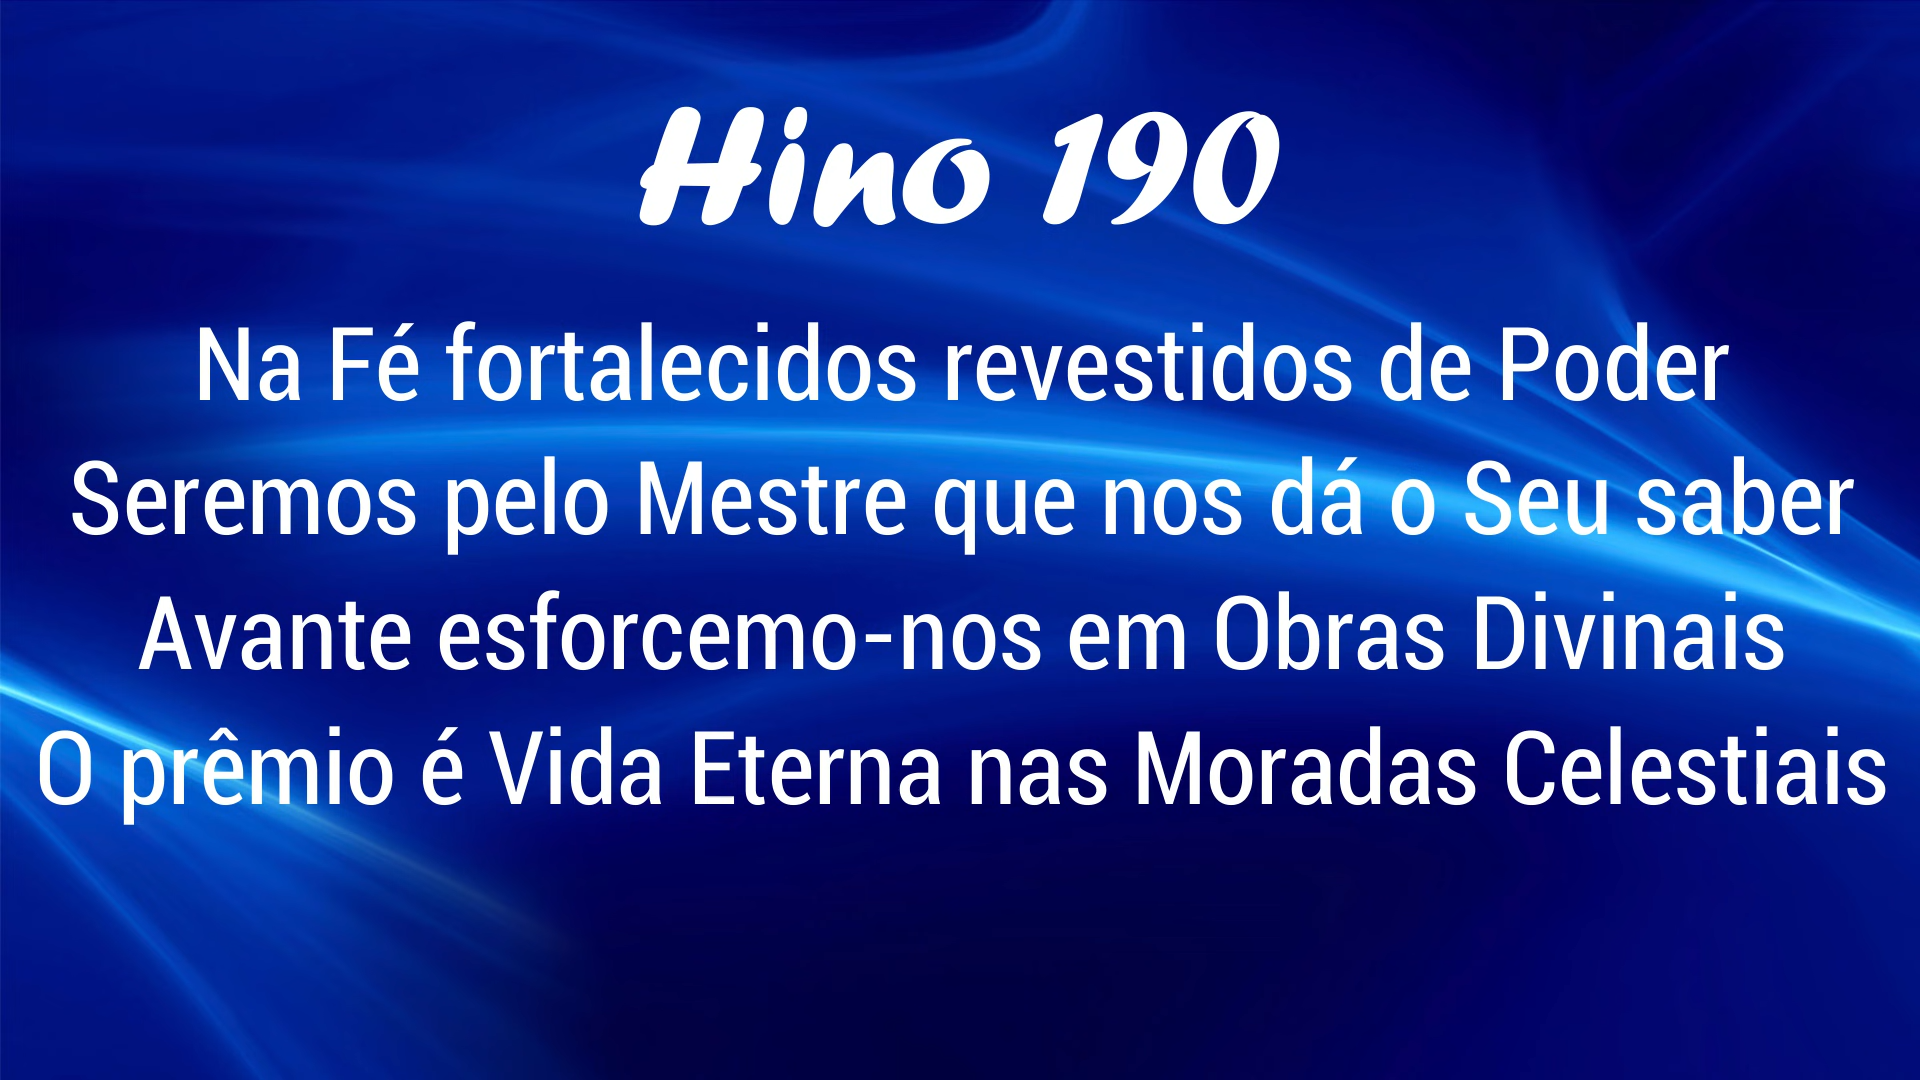 Hino 190
Na Fé fortalecidos revestidos de Poder
Seremos pelo Mestre que nos dá o Seu saber
Avante esforcemo-nos em Obras Divinais
O prêmio é Vida Eterna nas Moradas Celestiais